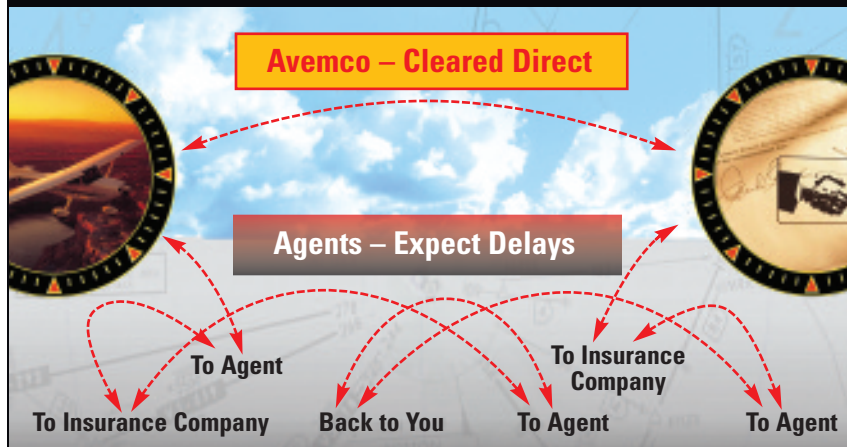 Avemco – Cleared Direct
Agents – Expect Delays
To Agent
To Insurance
Company
To Insurance Company
Back to You
To Agent
To Agent